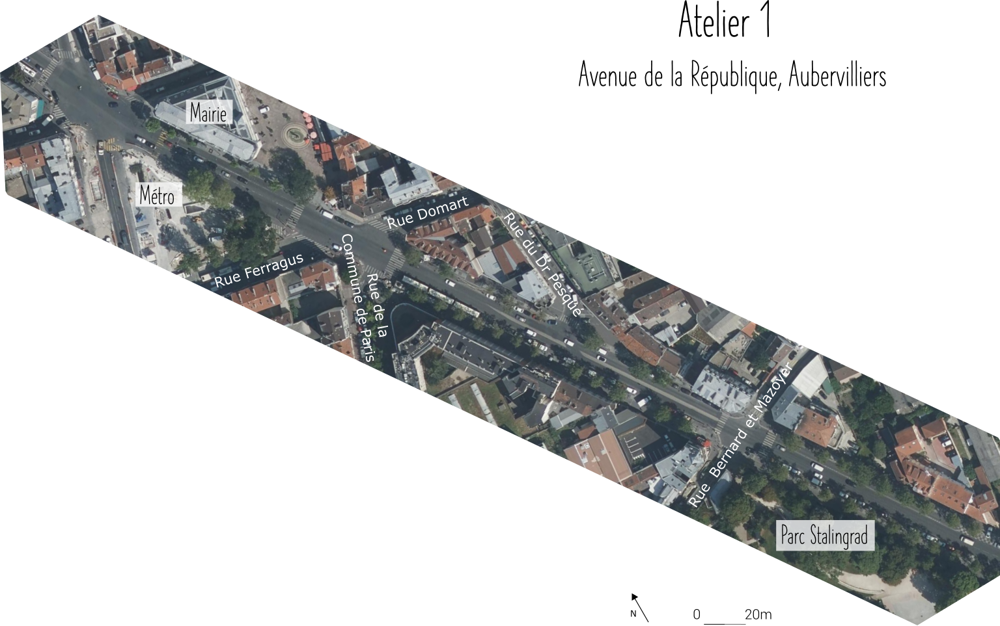 Atelier 1
Avenue de la République, Aubervilliers
Mairie
Métro
Rue Domart
Rue du Dr Pesqué
Rue Ferragus
Rue de la
Commune de Paris
Rue Bernard et Mazoyer
Parc Stalingrad
N
0 20m